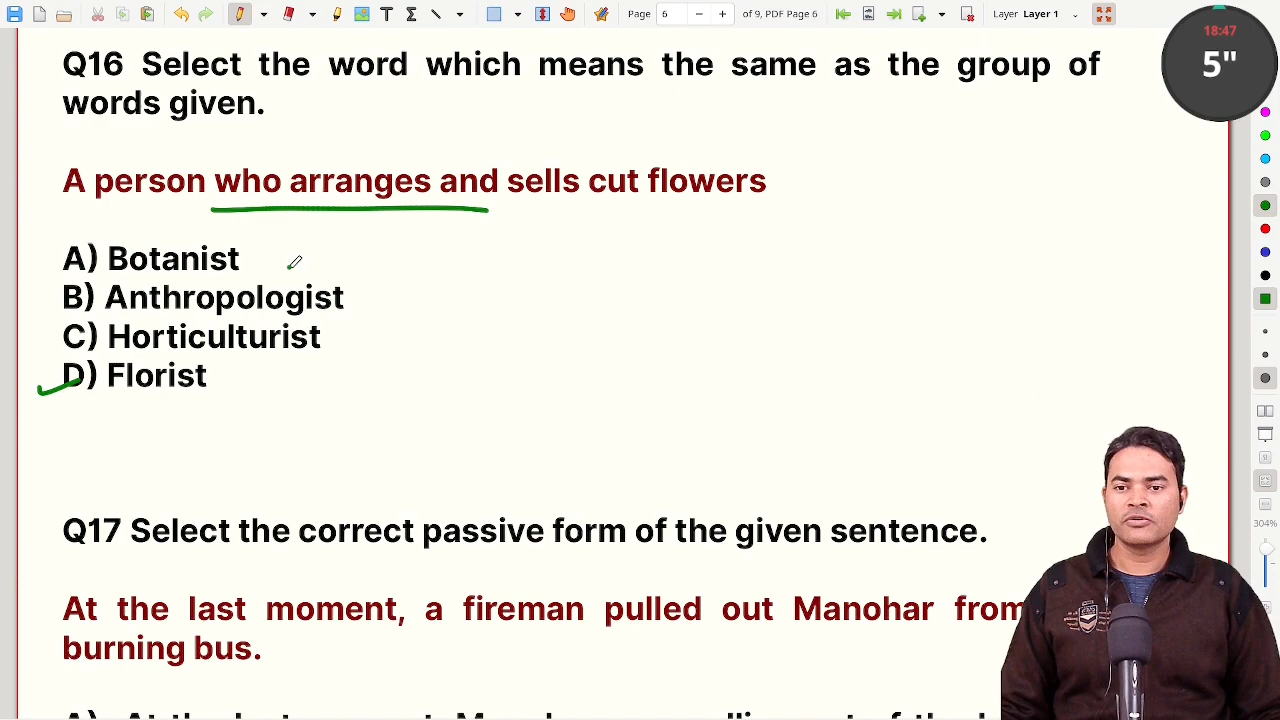 Page 6 of 9, PDF Page 6 Layer Layer 1
18:47
5"
Q16 Select the word which means the same as the group of
words given.
A person who arranges and sells cut flowers
A) Botanist
B) Anthropologist
C) Horticulturist
D) Florist
304%
Q17 Select the correct passive form of the given sentence.
At the last moment, a fireman pulled out Manohar from
burning bus.